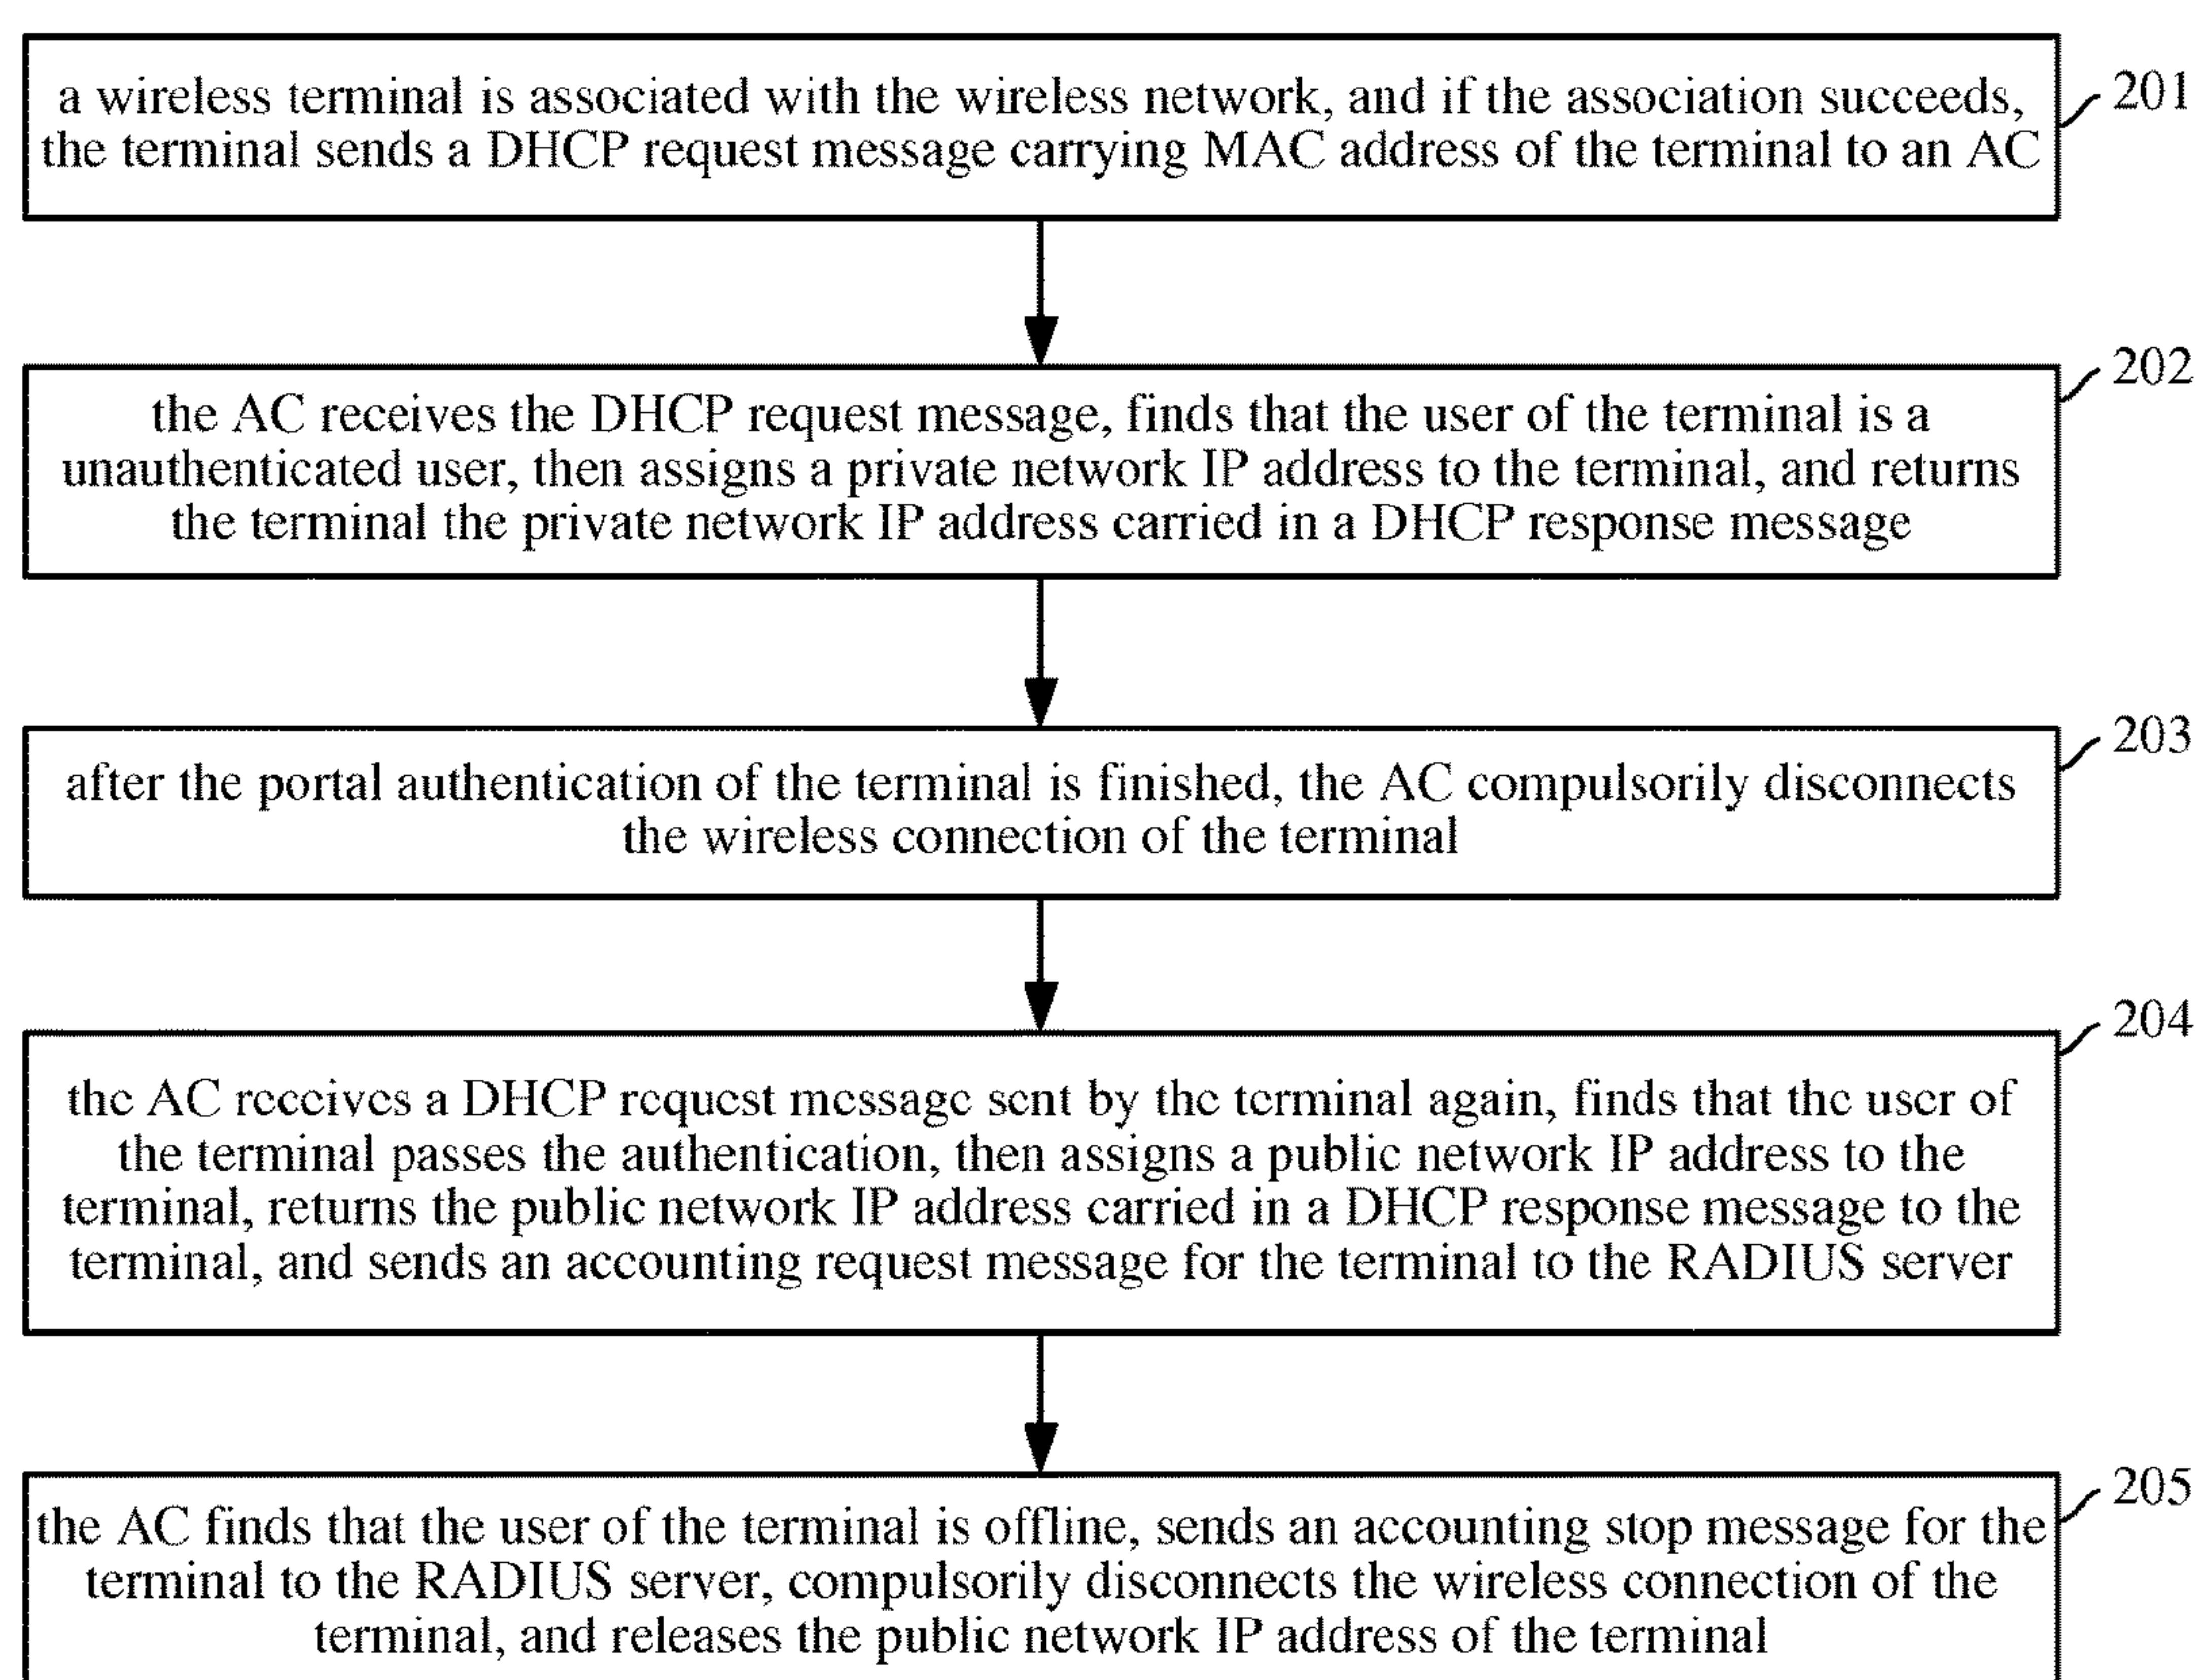 a wireless terminal is associated with the wireless network, and if the association succeeds,
the terminal sends a DHCP request message carrying MAC address of the terminal to an AC
201
the AC receives the DHCP request message, finds that the user of the terminal is a
unauthenticated user, then assigns a private network IP address to the terminal, and returns
the terminal the private network IP address carried in a DHCP response message
202
after the portal authentication of the terminal is finished, the AC compulsorily disconnects
the wireless connection of the terminal
203
the AC receives a DHCP request message sent by the terminal again, finds that the user of
the terminal passes the authentication, then assigns a public network IP address to the
terminal, returns the public network IP address carried in a DHCP response message to the
terminal, and sends an accounting request message for the terminal to the RADIUS server
204
the AC finds that the user of the terminal is offline, sends an accounting stop message for the
terminal to the RADIUS server, compulsorily disconnects the wireless connection of the
terminal, and releases the public network IP address of the terminal
205